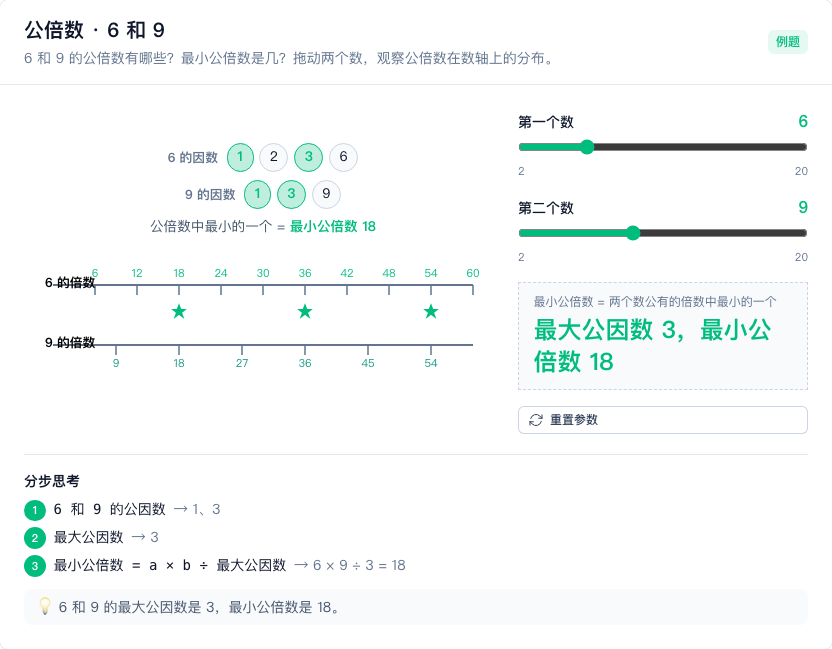 公倍数 · 6 和 9
6 和 9 的公倍数有哪些？最小公倍数是几？拖动两个数，观察公倍数在数轴上的分布。
例题
6 的因数 1 2 3 6
9 的因数 1 3 9
公倍数中最小的一个 = 最小公倍数 18
6 12 18 24 30 36 42 48 54 60
6 的倍数
9 的倍数
9 18 27 36 45 54
第一个数 6
2 20
第二个数 9
2 20
最小公倍数 = 两个数公有的倍数中最小的一个
最大公因数 3，最小公
倍数 18
重置参数
分步思考
1 6 和 9 的公因数 → 1、3
2 最大公因数 → 3
3 最小公倍数 = a × b ÷ 最大公因数 → 6 × 9 ÷ 3 = 18
💡 6 和 9 的最大公因数是 3，最小公倍数是 18。